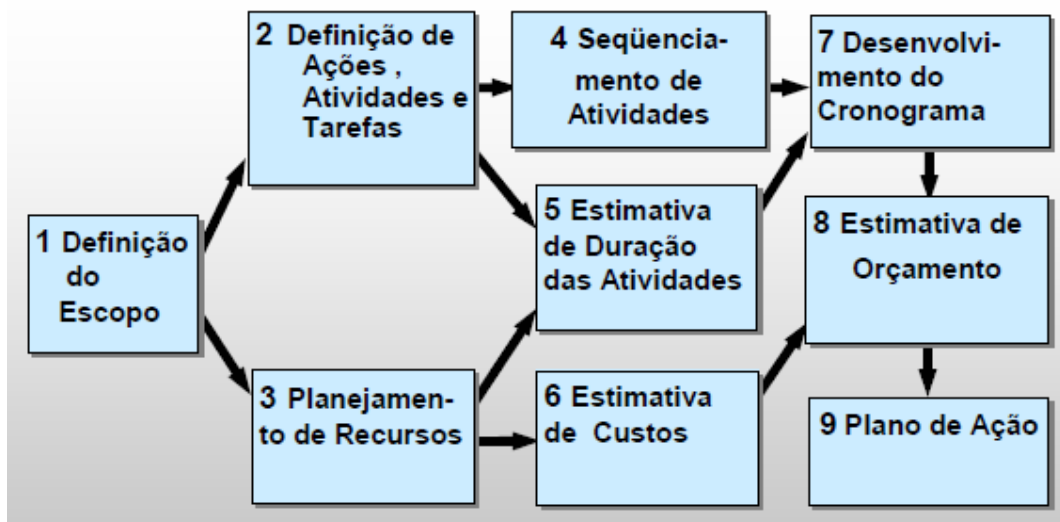 2 Definição de
Ações ,
Atividades e
Tarefas
4 Seqüencia-
mento de
Atividades
7 Desenvolvi-
mento do
Cronograma
1 Definição
do
Escopo
5 Estimativa
de Duração
das Atividades
8 Estimativa de
Orçamento
3 Planejamen-
to de Recursos
6 Estimativa
de Custos
9 Plano de Ação